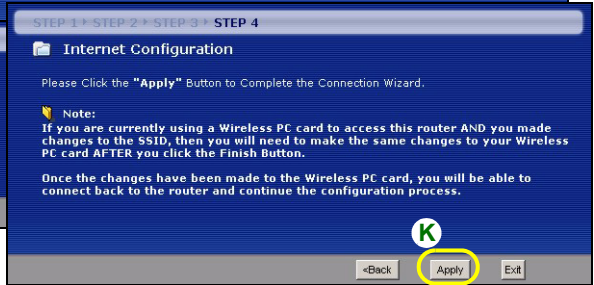 STEP 1 ▸ STEP 2 ▸ STEP 3 ▸ STEP 4
Internet Configuration
Please Click the "Apply" Button to Complete the Connection Wizard.
Note:
If you are currently using a Wireless PC card to access this router AND you made
changes to the SSID, then you will need to make the same changes to your Wireless
PC card AFTER you click the Finish Button.
Once the changes have been made to the Wireless PC card, you will be able to
connect back to the router and continue the configuration process.
K
<Back Apply Exit